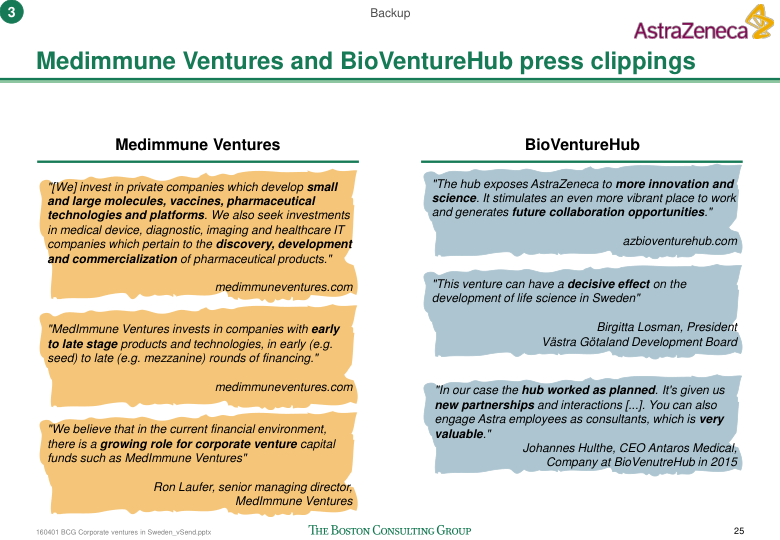 3
Backup
AstraZeneca
Medimmune Ventures and BioVentureHub press clippings
Medimmune Ventures
"[We] invest in private companies which develop small
and large molecules, vaccines, pharmaceutical
technologies and platforms. We also seek investments
in medical device, diagnostic, imaging and healthcare IT
companies which pertain to the discovery, development
and commercialization of pharmaceutical products."
medimmuneventures.com
"MedImmune Ventures invests in companies with early
to late stage products and technologies, in early (e.g.
seed) to late (e.g. mezzanine) rounds of financing."
medimmuneventures.com
"We believe that in the current financial environment,
there is a growing role for corporate venture capital
funds such as MedImmune Ventures"
Ron Laufer, senior managing director,
MedImmune Ventures
BioVentureHub
"The hub exposes AstraZeneca to more innovation and
science. It stimulates an even more vibrant place to work
and generates future collaboration opportunities."
azbioventurehub.com
"This venture can have a decisive effect on the
development of life science in Sweden"
Birgitta Losman, President
Västra Götaland Development Board
"In our case the hub worked as planned. It's given us
new partnerships and interactions [...]. You can also
engage Astra employees as consultants, which is very
valuable."
Johannes Hulthe, CEO Antaros Medical,
Company at BioVenutreHub in 2015
160401 BCG Corporate ventures in Sweden_vSend.pptx
The Boston Consulting Group
25